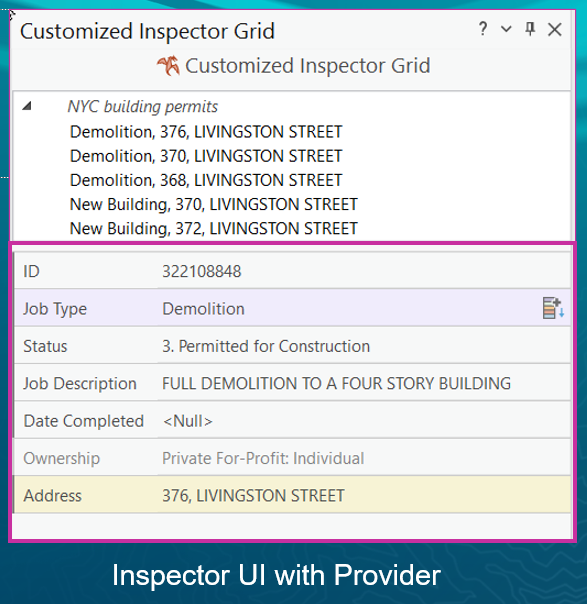 Customized Inspector Grid
Customized Inspector Grid
NYC building permits
Demolition, 376, LIVINGSTON STREET
Demolition, 370, LIVINGSTON STREET
Demolition, 368, LIVINGSTON STREET
New Building, 370, LIVINGSTON STREET
New Building, 372, LIVINGSTON STREET
ID 322108848
Job Type Demolition
Status 3. Permitted for Construction
Job Description FULL DEMOLITION TO A FOUR STORY BUILDING
Date Completed <Null>
Ownership Private For-Profit: Individual
Address 376, LIVINGSTON STREET
Inspector UI with Provider